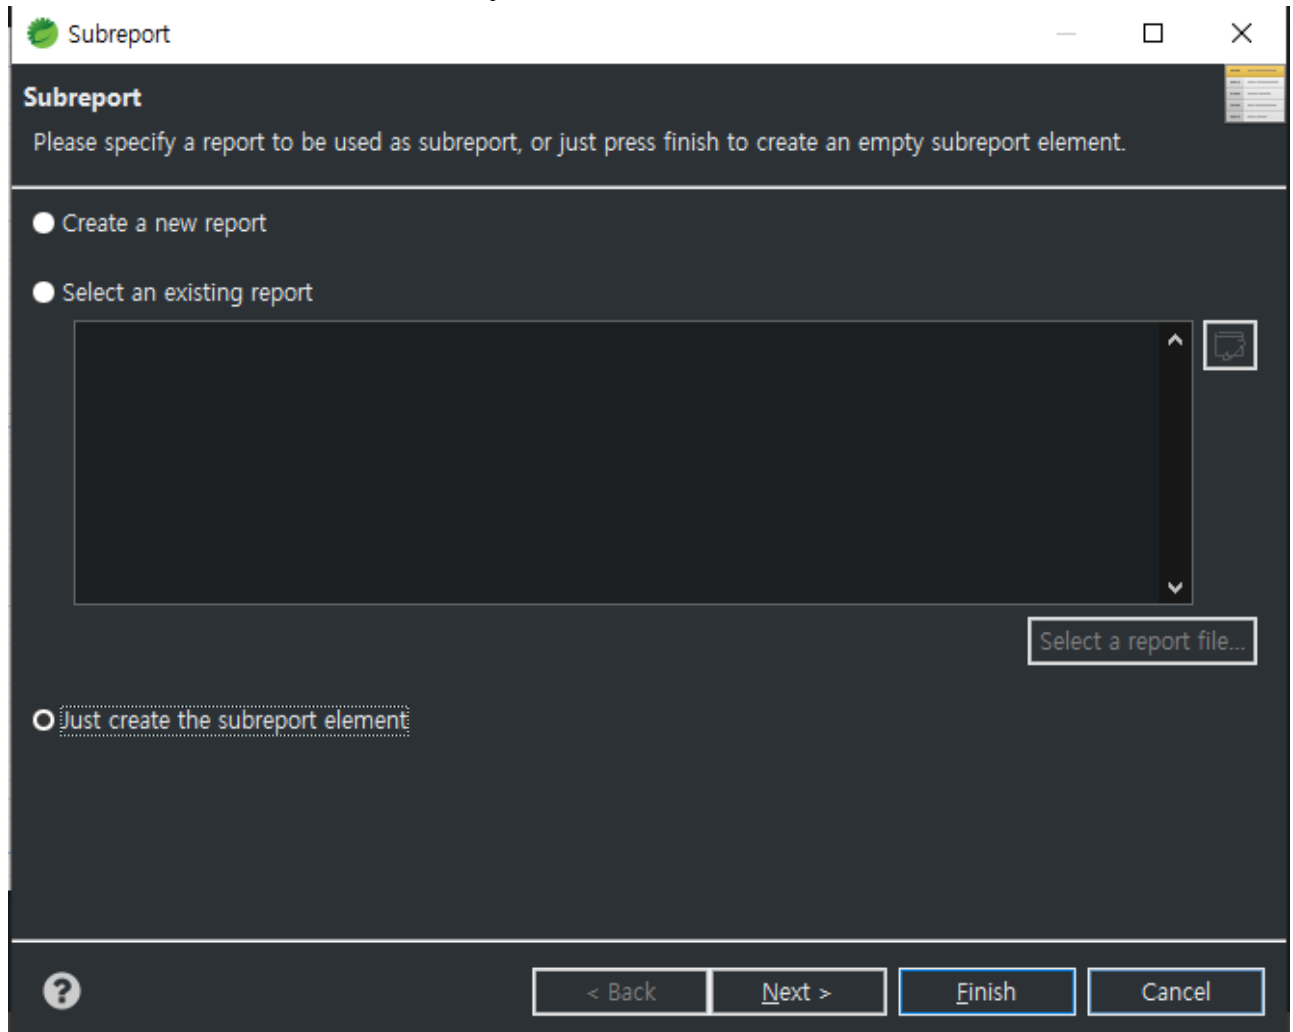 Subreport
Subreport
Please specify a report to be used as subreport, or just press finish to create an empty subreport element.
Create a new report
Select an existing report
Select a report file...
Just create the subreport element
?
< Back
Next >
Finish
Cancel